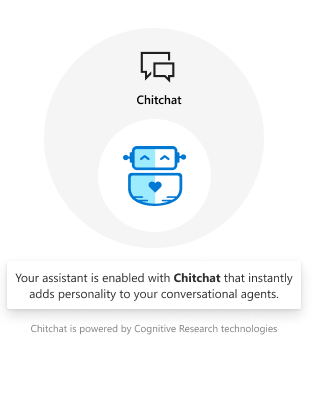 Chitchat
Your assistant is enabled with Chitchat that instantly
adds personality to your conversational agents.
Chitchat is powered by Cognitive Research technologies